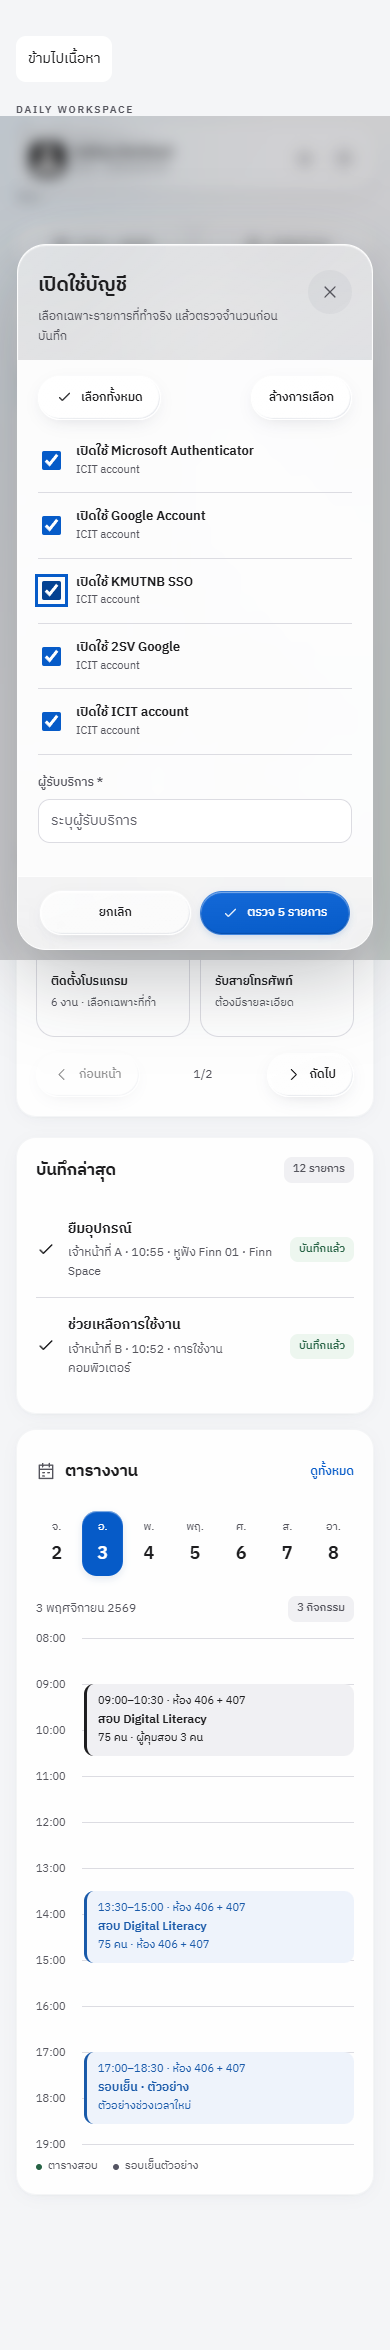 ข้ามไปเนื้อหา
DAILY WORKSPACE
เปิดใช้บัญชี
เลือกเฉพาะรายการที่ทำจริง แล้วตรวจจำนวนก่อน
บันทึก
เลือกทั้งหมด
ล้างการเลือก
เปิดใช้ Microsoft Authenticator
ICIT account
เปิดใช้ Google Account
ICIT account
เปิดใช้ KMUTNB SSO
ICIT account
เปิดใช้ 2SV Google
ICIT account
เปิดใช้ ICIT account
ICIT account
ผู้รับบริการ *
ระบุผู้รับบริการ
ยกเลิก
ตรวจ 5 รายการ
ติดตั้งโปรแกรม
6 งาน · เลือกเฉพาะที่ทำ
รับสายโทรศัพท์
ต้องมีรายละเอียด
ก่อนหน้า
1/2
ถัดไป
บันทึกล่าสุด
12 รายการ
ยืมอุปกรณ์
เจ้าหน้าที่ A · 10:55 · หูฟัง Finn 01 · Finn
Space
บันทึกแล้ว
ช่วยเหลือการใช้งาน
เจ้าหน้าที่ B · 10:52 · การใช้งาน
คอมพิวเตอร์
บันทึกแล้ว
ตารางงาน
ดูทั้งหมด
จ. อ. พ. พฤ. ศ. ส. อา.
2 3 4 5 6 7 8
3 พฤศจิกายน 2569
3 กิจกรรม
08:00
09:00
09:00–10:30 · ห้อง 406 + 407
สอบ Digital Literacy
10:00
75 คน · ผู้คุมสอบ 3 คน
11:00
12:00
13:00
13:30–15:00 · ห้อง 406 + 407
14:00
สอบ Digital Literacy
75 คน · ห้อง 406 + 407
15:00
16:00
17:00
17:00–18:30 · ห้อง 406 + 407
รอบเย็น · ตัวอย่าง
18:00
ตัวอย่างช่วงเวลาใหม่
19:00
ตารางสอบ
รอบเย็นตัวอย่าง